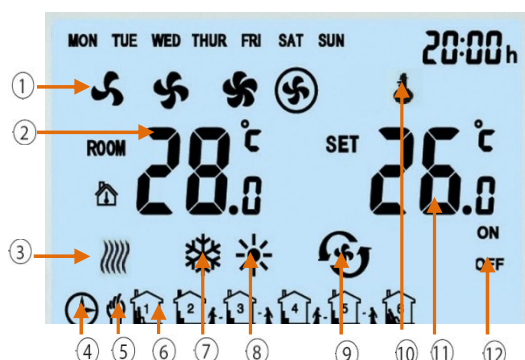 MON TUE WED THUR FRI SAT SUN 20:00 h
①
② ROOM 28.0 °C SET 26.0 °C
ON
③ OFF
1 2 3 4 5 6
④ ⑤ ⑥ ⑦ ⑧ ⑨ ⑩ ⑪ ⑫